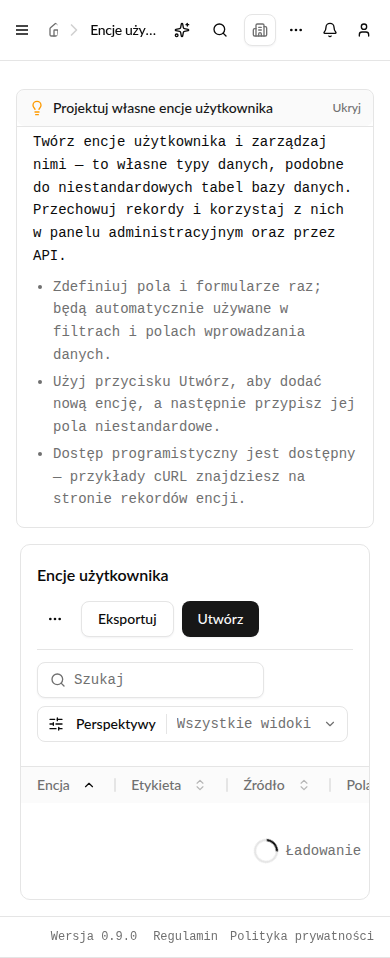 Encje uży...
Projektuj własne encje użytkownika
Ukryj
Twórz encje użytkownika i zarządzaj
nimi — to własne typy danych, podobne
do niestandardowych tabel bazy danych.
Przechowuj rekordy i korzystaj z nich
w panelu administracyjnym oraz przez
API.
• Zdefiniuj pola i formularze raz;
będą automatycznie używane w
filtrach i polach wprowadzania
danych.
• Użyj przycisku Utwórz, aby dodać
nową encję, a następnie przypisz jej
pola niestandardowe.
• Dostęp programistyczny jest dostępny
— przykłady cURL znajdziesz na
stronie rekordów encji.
Encje użytkownika
Eksportuj
Utwórz
Szukaj
Perspektywy
Wszystkie widoki
Encja
Etykieta
Źródło
Pola
Ładowanie
Wersja 0.9.0
Regulamin
Polityka prywatności